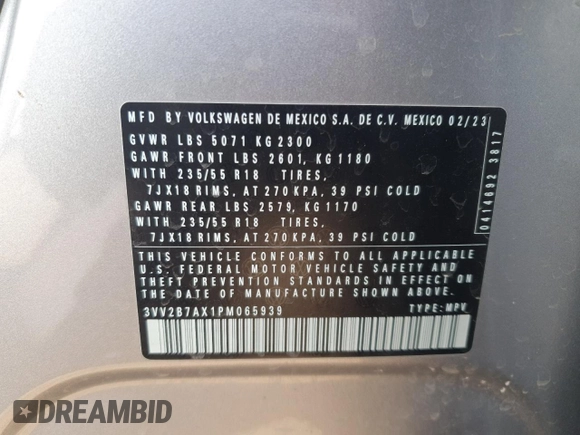 MFD BY VOLKSWAGEN DE MEXICO S.A. DE C.V. MEXICO 02/23
GVWR LBS 5071 KG 2300
GAWR FRONT LBS 2601, KG 1180
WITH 235/55 R18 TIRES,
7JX18 RIMS, AT 270 KPA, 39 PSI COLD
GAWR REAR LBS 2579, KG 1170
WITH 235/55 R18 TIRES,
7JX18 RIMS, AT 270 KPA, 39 PSI COLD
THIS VEHICLE CONFORMS TO ALL APPLICABLE
U.S. FEDERAL MOTOR VEHICLE SAFETY AND
THEFT PREVENTION STANDARDS IN EFFECT ON
THE DATE OF MANUFACTURE SHOWN ABOVE.
3VV2B7AX1PM065939 TYPE: MPV
0414692 3817
DREAMBID